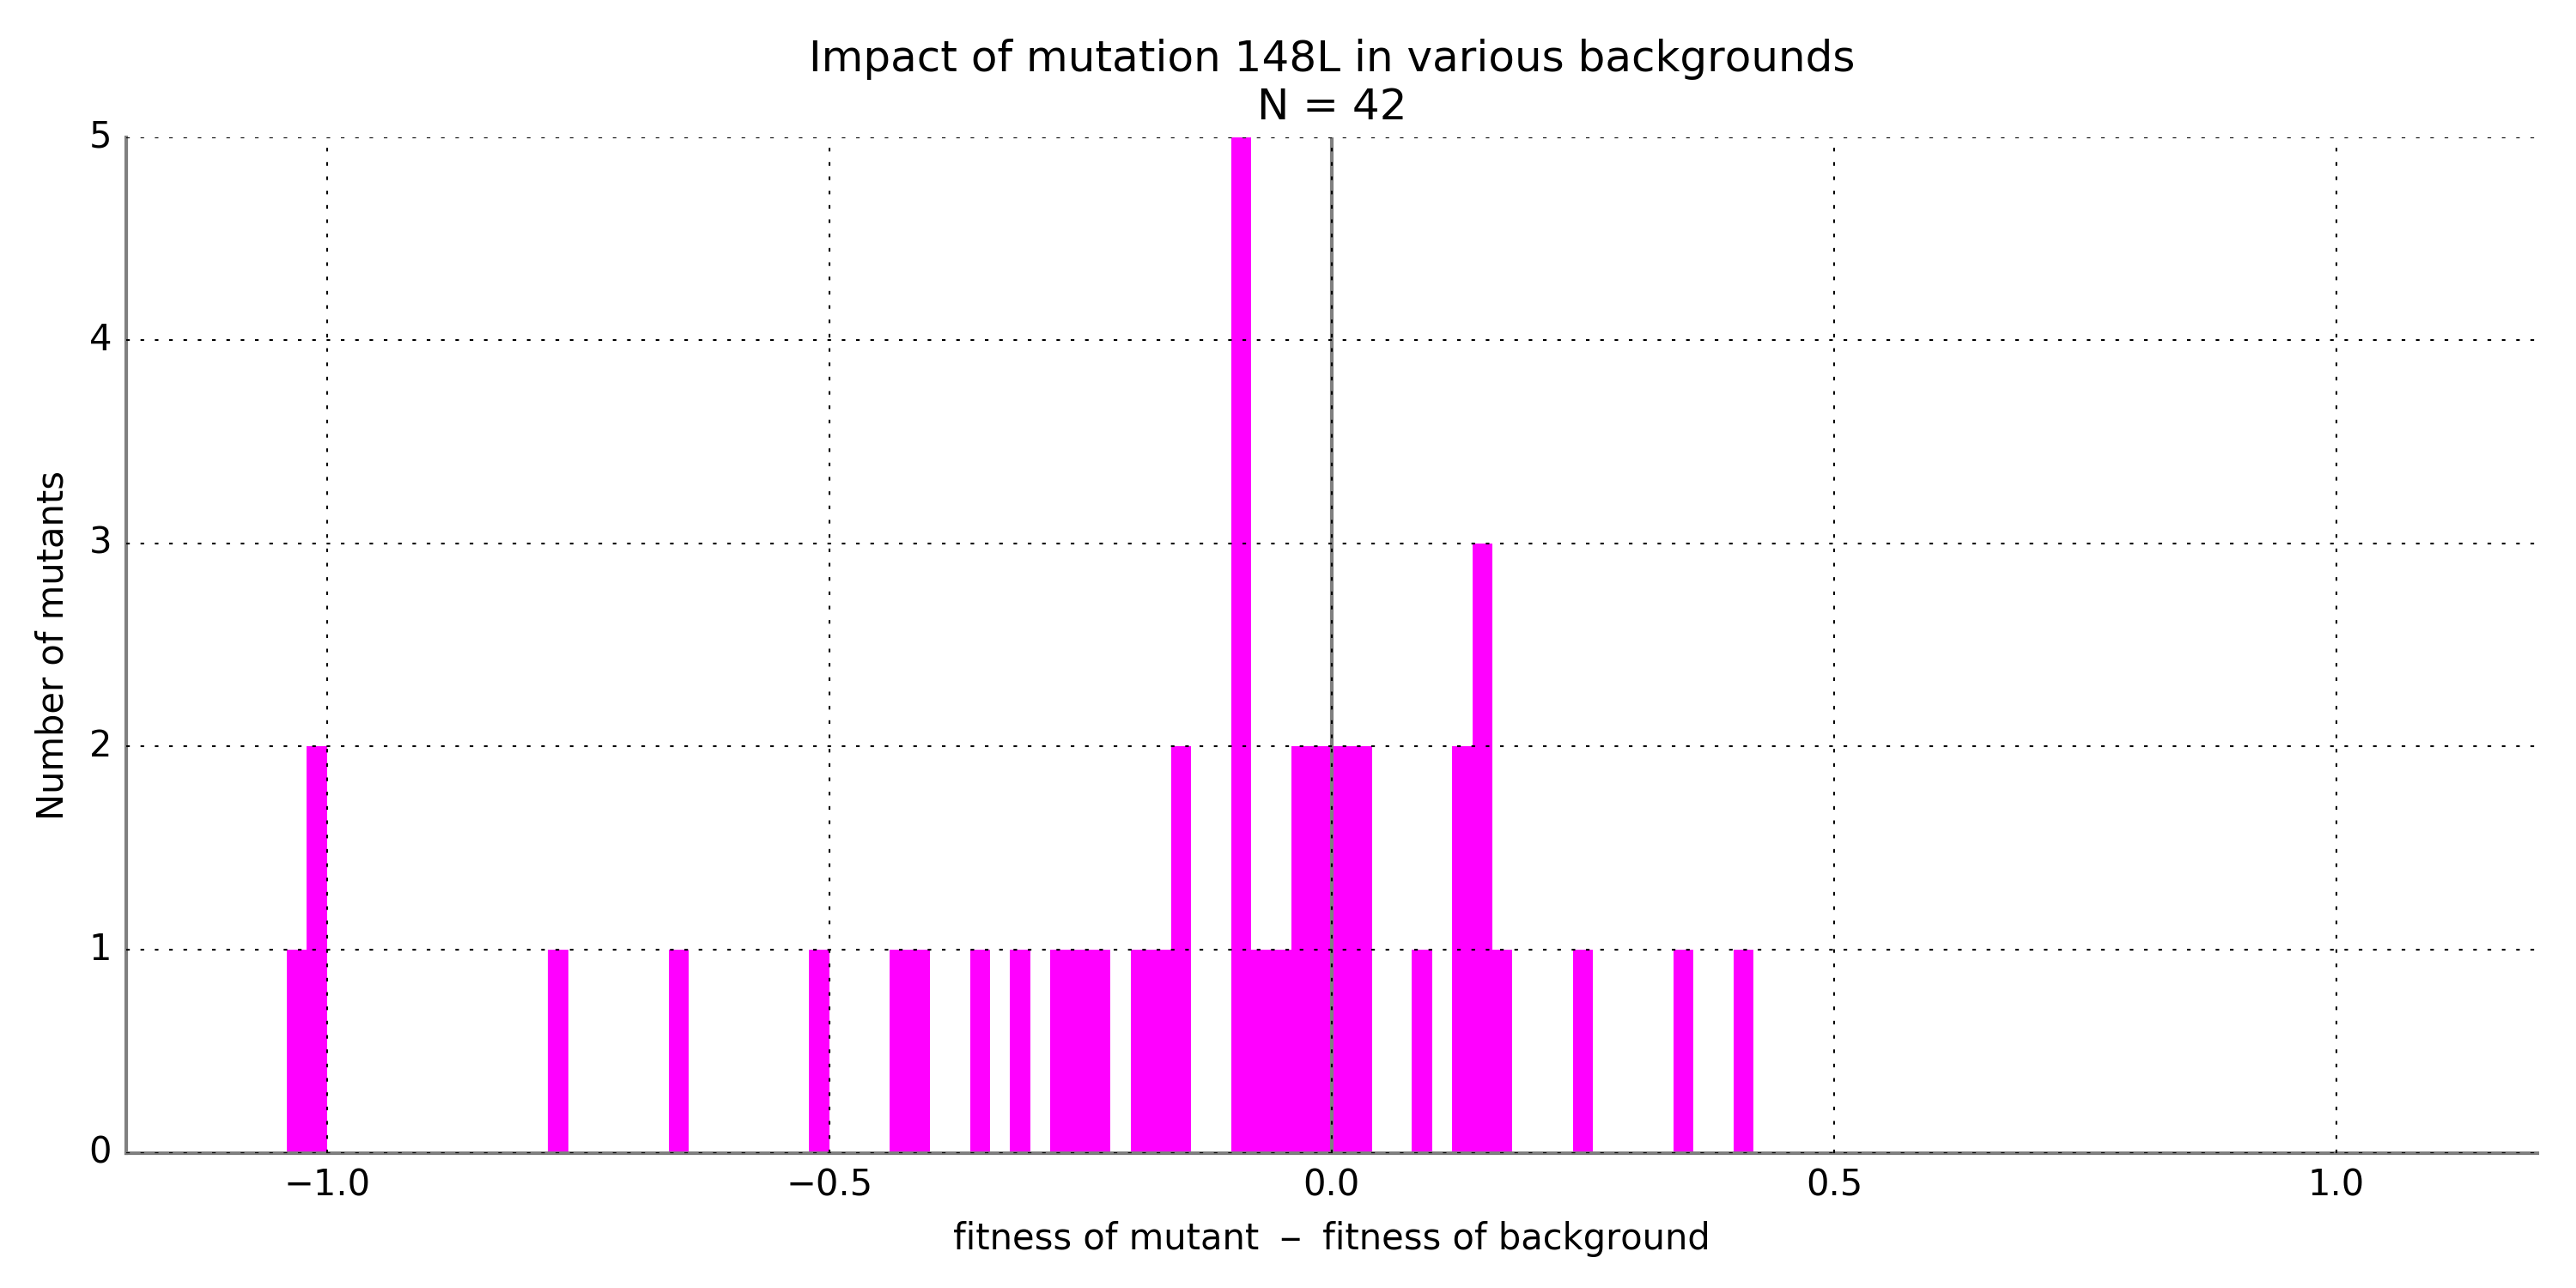 Impact of mutation 148L in various backgrounds
N = 42
5
4
3
2
1
0
Number of mutants
−1.0 −0.5 0.0 0.5 1.0
fitness of mutant – fitness of background